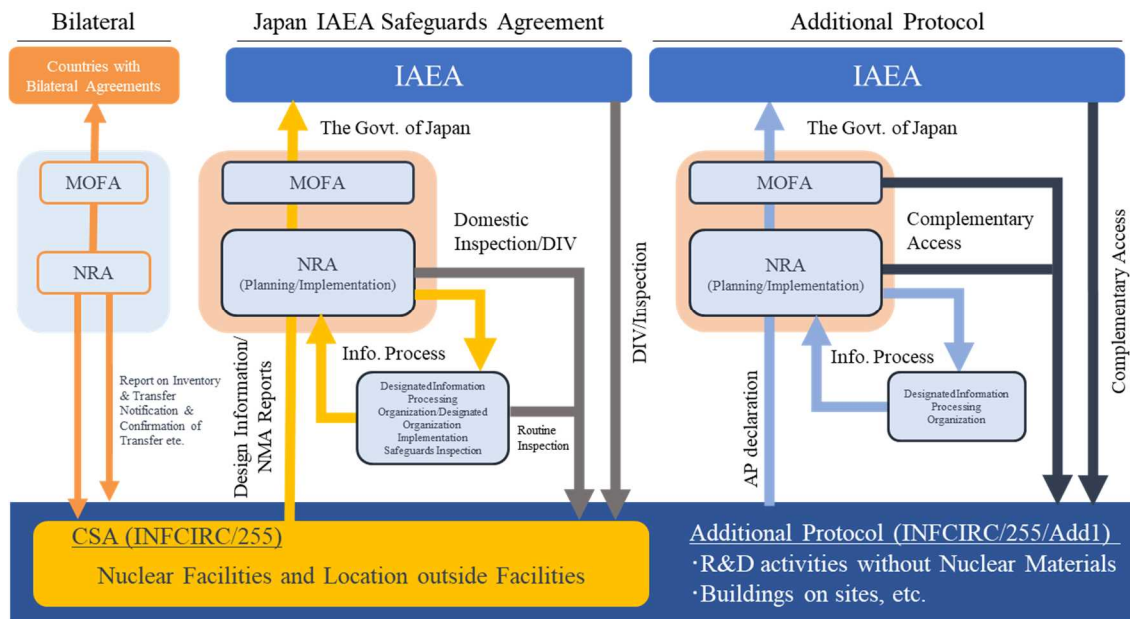 Bilateral
Countries with
Bilateral Agreements
MOFA
NRA
Report on Inventory
& Transfer
Notification &
Confirmation of
Transfer ete.
Japan IAEA Safeguards Agreement
IAEA
The Govt. of Japan
MOFA
NRA
(Planning/Implementation)
Domestic
Inspection/DIV
Info. Process
Designated Information
Processing
Organization/Designated
Organization
Implementation
Safeguards Inspection
Routine
Inspection
Design Information/
NMA Reports
DIV/Inspection
Additional Protocol
IAEA
The Govt. of Japan
MOFA
NRA
(Planning/Implementation)
Complementary
Access
Info. Process
Designated Information
Processing
Organization
AP declaration
Complementary Access
CSA (INFCIRC/255)
Nuclear Facilities and Location outside Facilities
Additional Protocol (INFCIRC/255/Add1)
･R&D activities without Nuclear Materials
･Buildings on sites, etc.